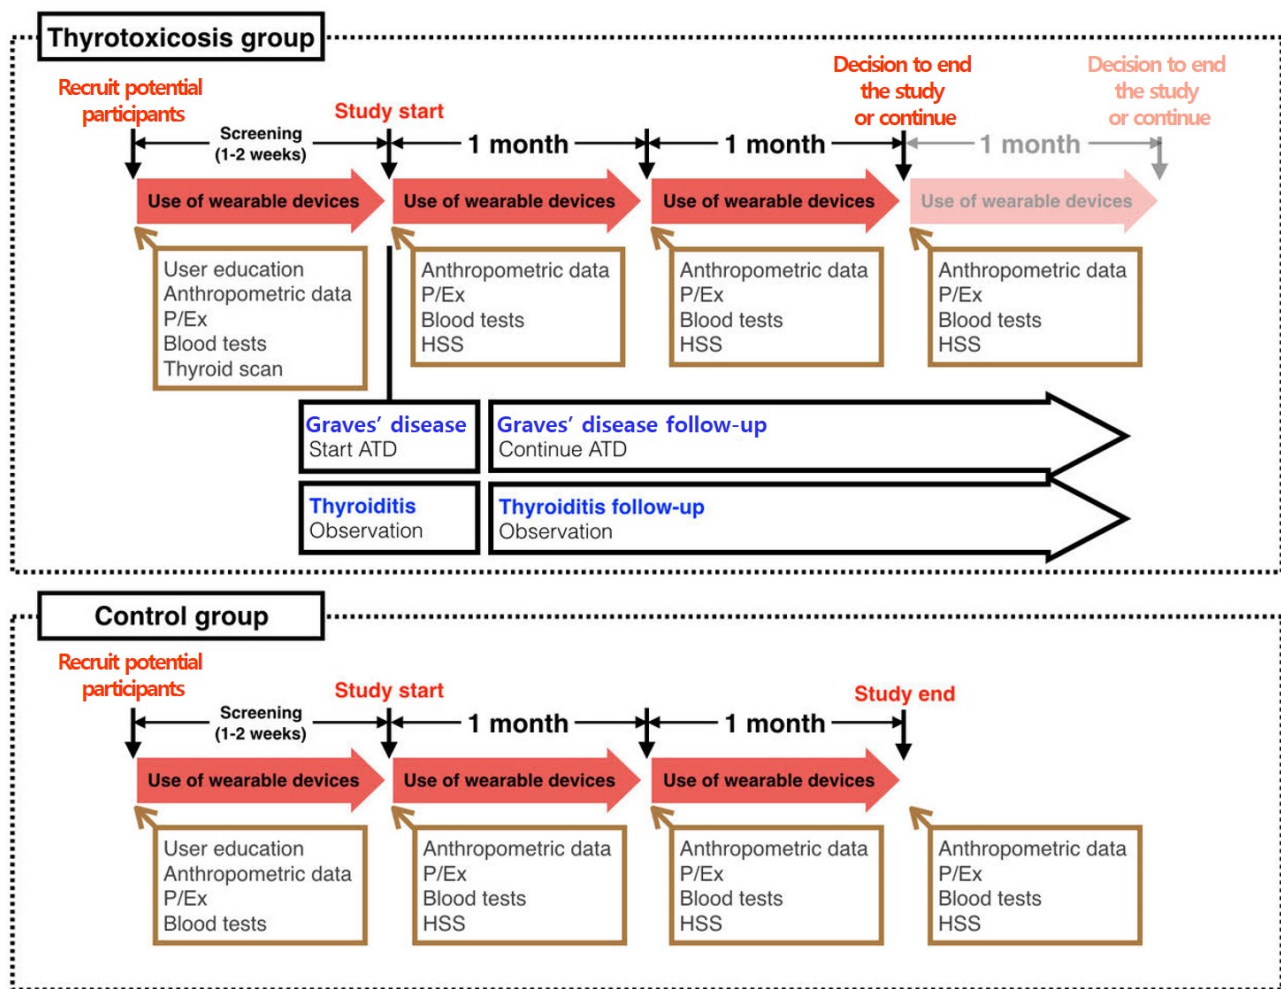 Thyrotoxicosis group
Recruit potential
participants
Study start
Decision to end
the study
or continue
Decision to end
the study
or continue
Screening
(1-2 weeks)
1 month
1 month
1 month
Use of wearable devices
Use of wearable devices
Use of wearable devices
Use of wearable devices
User education
Anthropometric data
P/Ex
Blood tests
Thyroid scan
Anthropometric data
P/Ex
Blood tests
HSS
Anthropometric data
P/Ex
Blood tests
HSS
Anthropometric data
P/Ex
Blood tests
HSS
Graves’ disease
Start ATD
Graves’ disease follow-up
Continue ATD
Thyroiditis
Observation
Thyroiditis follow-up
Observation
Control group
Recruit potential
participants
Study start
Study end
Screening
(1-2 weeks)
1 month
1 month
Use of wearable devices
Use of wearable devices
Use of wearable devices
User education
Anthropometric data
P/Ex
Blood tests
Anthropometric data
P/Ex
Blood tests
HSS
Anthropometric data
P/Ex
Blood tests
HSS
Anthropometric data
P/Ex
Blood tests
HSS